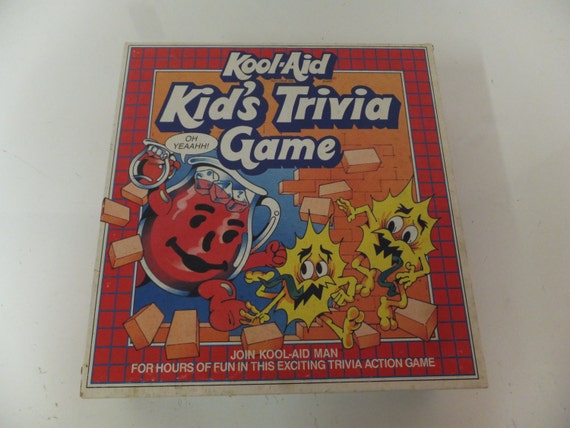 Kool-Aid
Kid's Trivia
Game
OH
YEAAHH!
JOIN KOOL-AID MAN
FOR HOURS OF FUN IN THIS EXCITING TRIVIA ACTION GAME